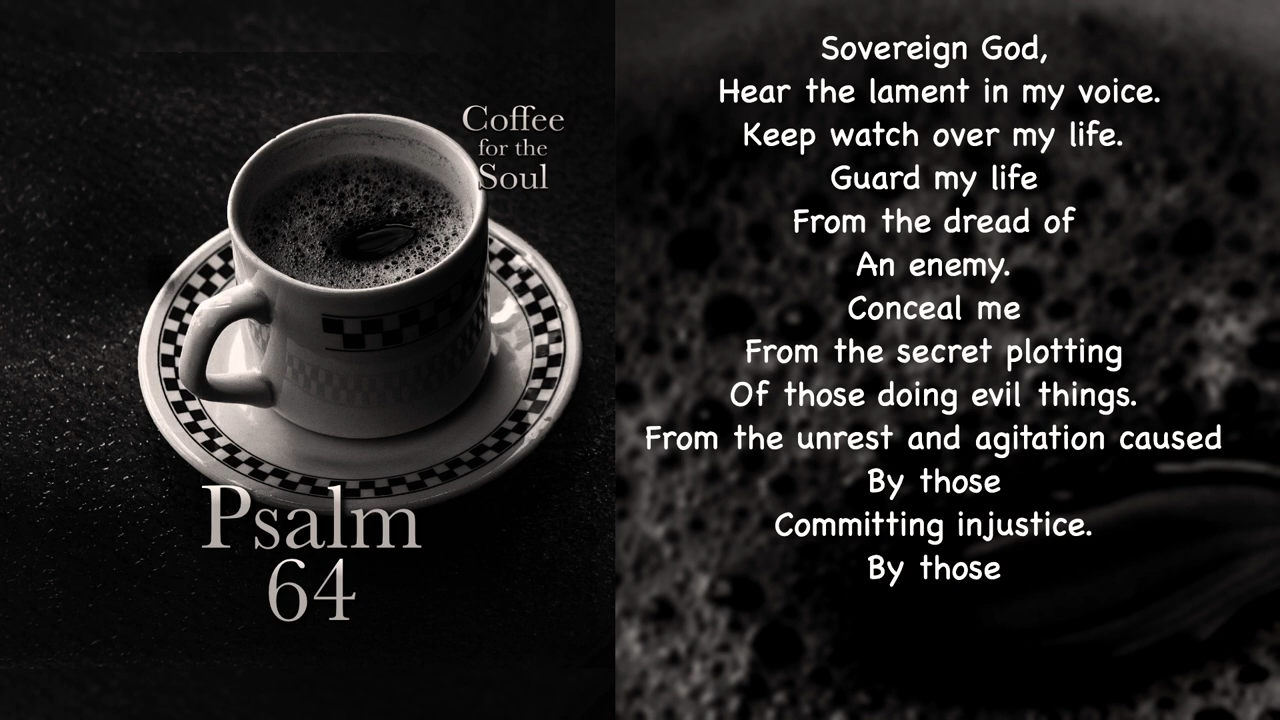 Coffee
for the
Soul
Psalm
64
Sovereign God,
Hear the lament in my voice.
Keep watch over my life.
Guard my life
From the dread of
An enemy.
Conceal me
From the secret plotting
Of those doing evil things.
From the unrest and agitation caused
By those
Committing injustice.
By those